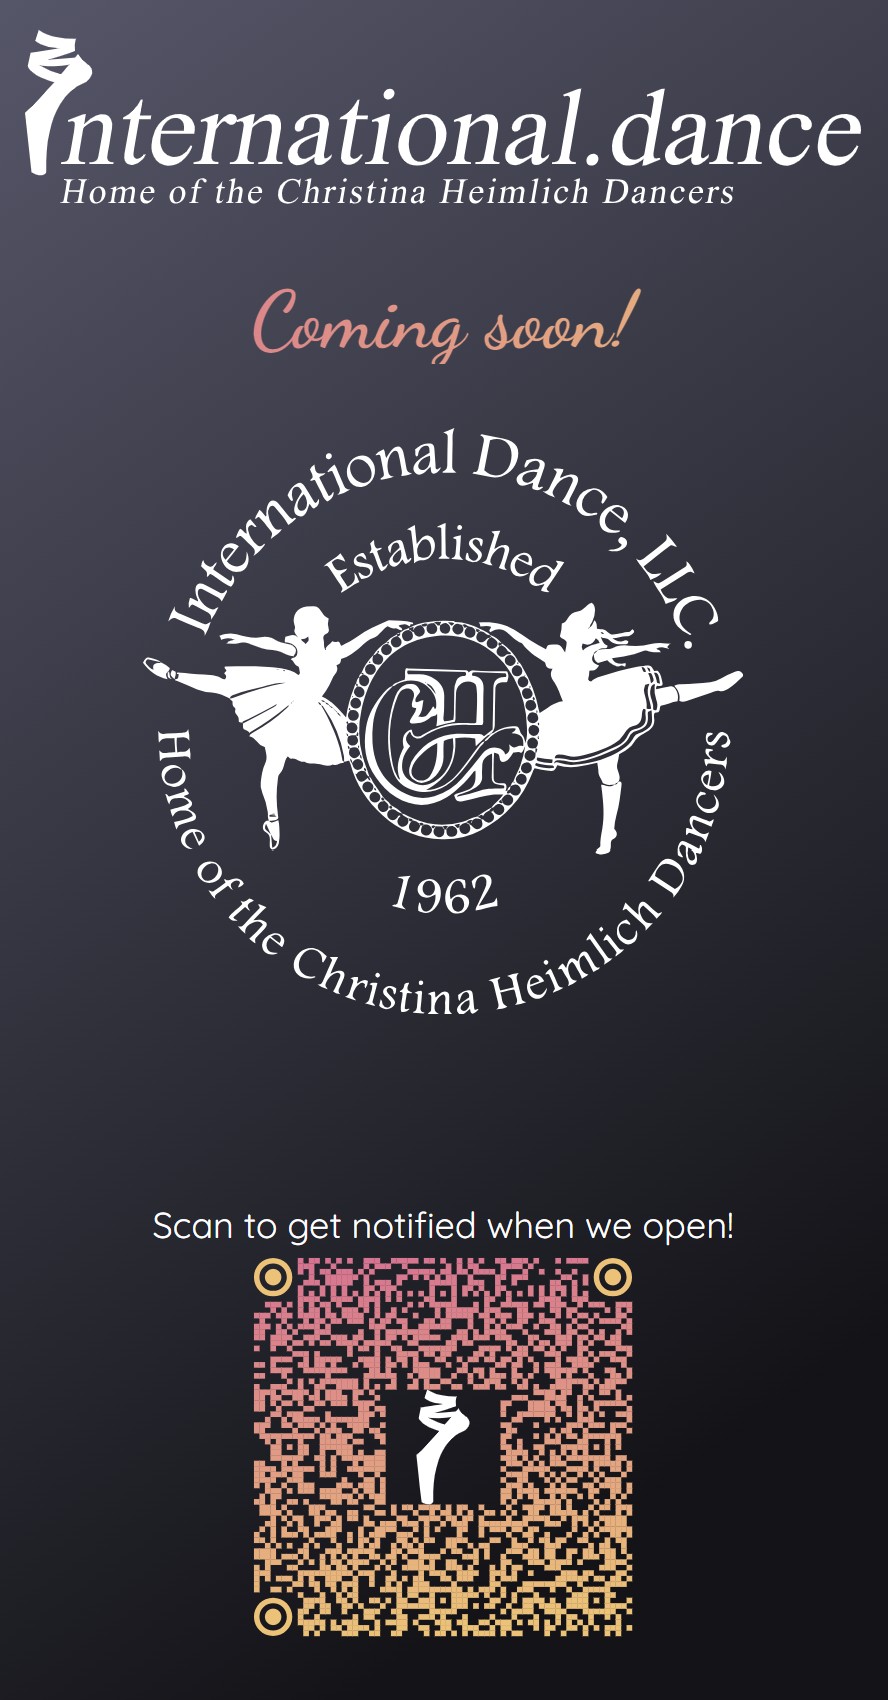 International.dance
Home of the Christina Heimlich Dancers
Coming soon!
International Dance, LLC.
Established
CH
1962
Home of the Christina Heimlich Dancers
Scan to get notified when we open!